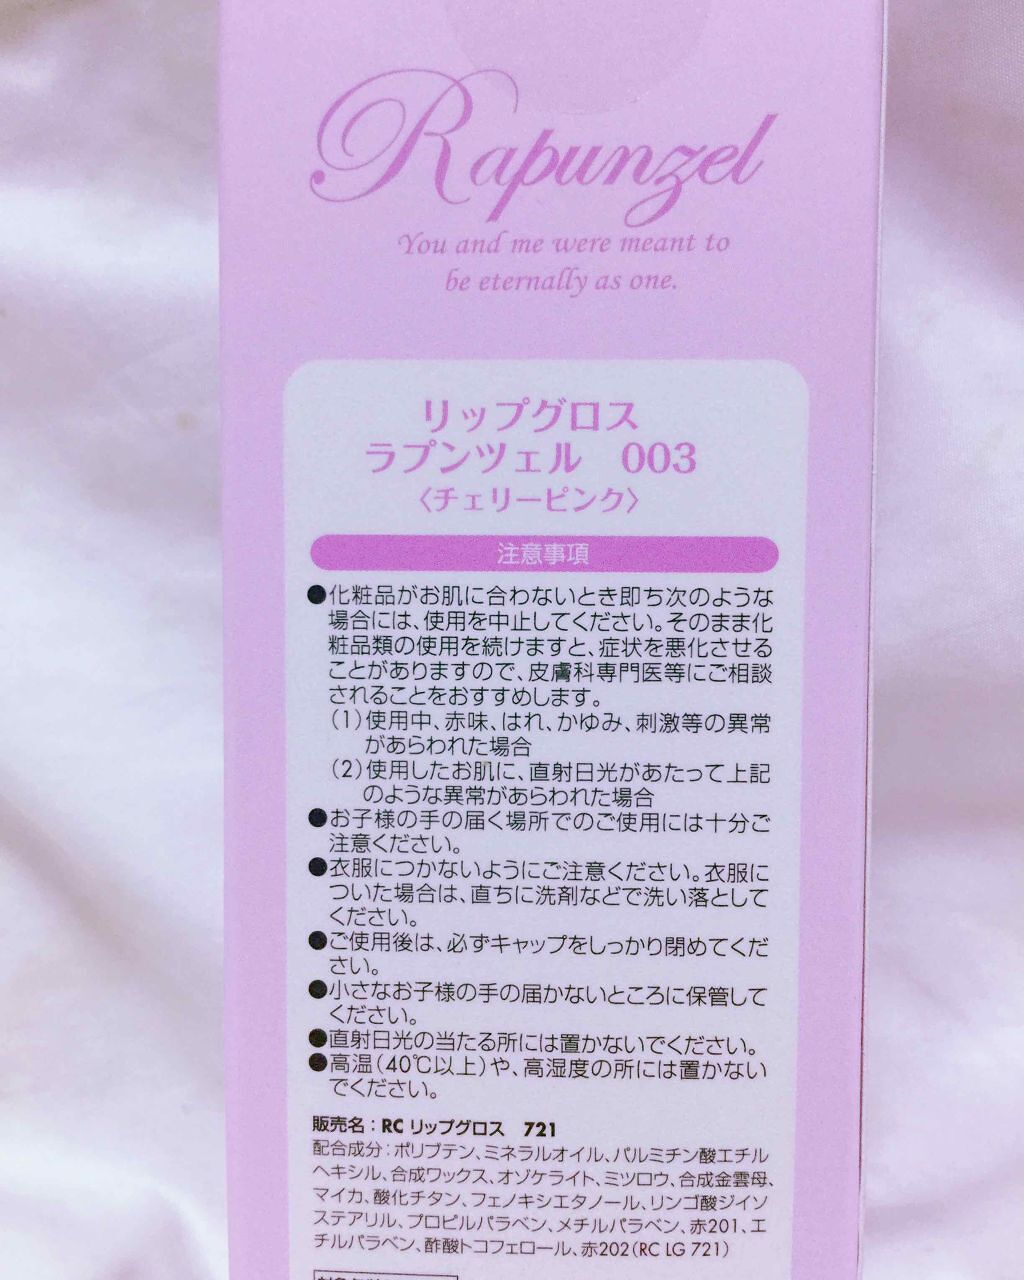 Rapunzel
You and me were meant to
be eternally as one.
リップグロス
ラプンツェル 003
〈チェリーピンク〉
注意事項
●化粧品がお肌に合わないとき即ち次のような
場合には、使用を中止してください。そのまま化
粧品類の使用を続けますと、症状を悪化させる
ことがありますので、皮膚科専門医等にご相談
されることをおすすめします。
(1)使用中、赤味、はれ、かゆみ、刺激等の異常
があらわれた場合
(2)使用したお肌に、直射日光があたって上記
のような異常があらわれた場合
●お子様の手の届く場所でのご使用には十分ご
注意ください。
●衣服につかないようにご注意ください。衣服に
ついた場合は、直ちに洗剤などで洗い落として
ください。
●ご使用後は、必ずキャップをしっかり閉めてくだ
さい。
●小さなお子様の手の届かないところに保管して
ください。
●直射日光の当たる所には置かないでください。
●高温(40℃以上)や、高湿度の所には置かない
でください。
販売名：RC リップグロス 721
配合成分：ポリブテン、ミネラルオイル、パルミチン酸エチル
ヘキシル、合成ワックス、オゾケライト、ミツロウ、合成金雲母、
マイカ、酸化チタン、フェノキシエタノール、リンゴ酸ジイソ
ステアリル、プロピルパラベン、メチルパラベン、赤201、エ
チルパラベン、酢酸トコフェロール、赤202(RC LG 721)